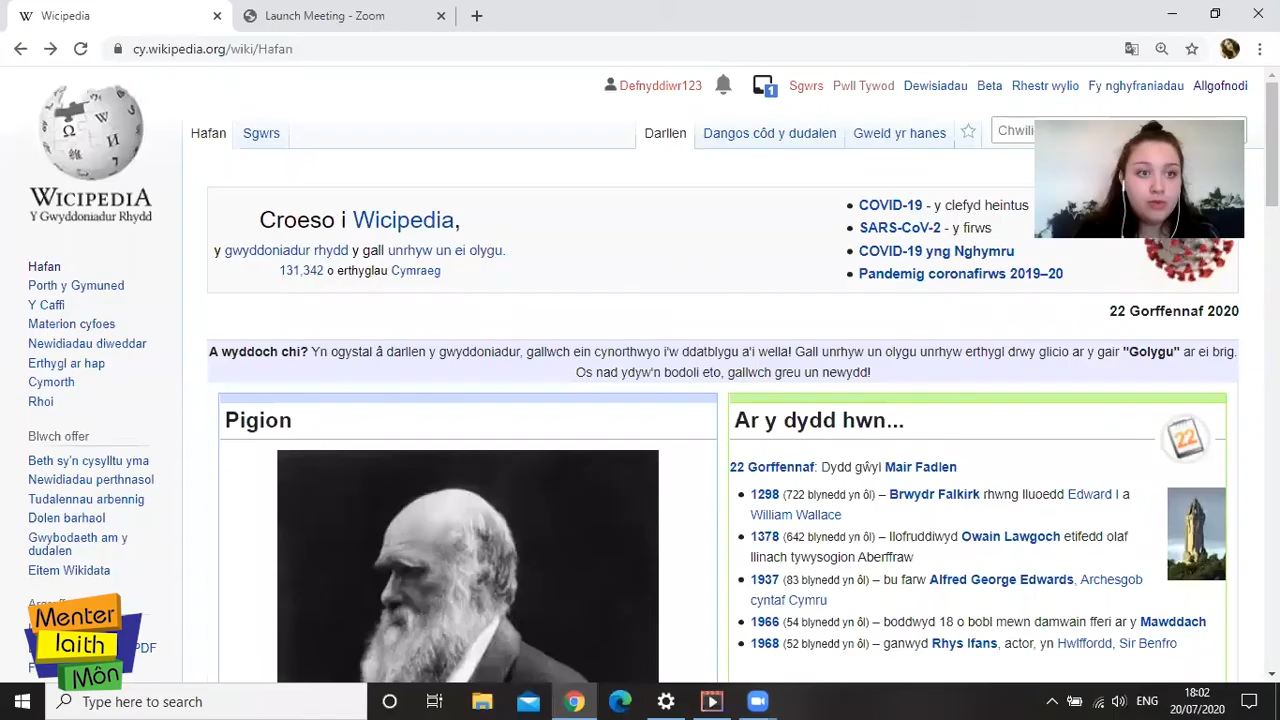 Wicipedia
Launch Meeting - Zoom
cy.wikipedia.org/wiki/Hafan
Defnyddiwr123
1
Sgwrs
Pwll Tywod
Dewisiadau
Beta
Rhestr wylio
Fy nghyfraniadau
Allgofnodi
Hafan
Sgwrs
Darllen
Dangos côd y dudalen
Gweld yr hanes
WICIPEDIA
Y Gwyddoniadur Rhydd
Croeso i Wicipedia,
y gwyddoniadur rhydd y gall unrhyw un ei olygu.
131,342 o erthyglau Cymraeg
COVID-19 - y clefyd heintus
SARS-CoV-2 - y firws
COVID-19 yng Nghymru
Pandemig coronafirws 2019–20
22 Gorffennaf 2020
Hafan
Porth y Gymuned
Y Caffi
Materion cyfoes
Newidiadau diweddar
Erthygl ar hap
Cymorth
Rhoi
Blwch offer
Beth sy'n cysylltu yma
Newidiadau perthnasol
Tudalennau arbennig
Dolen barhaol
Gwybodaeth am y
dudalen
Eitem Wikidata
PDF
Menter
Iaith
Môn
A wyddoch chi? Yn ogystal â darllen y gwyddoniadur, gallwch ein cynorthwyo i'w ddatblygu a'i wella! Gall unrhyw un olygu unrhyw erthygl drwy glicio ar y gair "Golygu" ar ei brig.
Os nad ydyw'n bodoli eto, gallwch greu un newydd!
Pigion
Ar y dydd hwn...
22
22 Gorffennaf: Dydd gŵyl Mair Fadlen
1298 (722 blynedd yn ôl) – Brwydr Falkirk rhwng lluoedd Edward I a
William Wallace
1378 (642 blynedd yn ôl) – llofruddiwyd Owain Lawgoch etifedd olaf
llinach tywysogion Aberffraw
1937 (83 blynedd yn ôl) – bu farw Alfred George Edwards, Archesgob
cyntaf Cymru
1966 (54 blynedd yn ôl) – boddwyd 18 o bobl mewn damwain fferi ar y Mawddach
1968 (52 blynedd yn ôl) – ganwyd Rhys Ifans, actor, yn Hwlffordd, Sir Benfro
Type here to search
ENG
18:02
20/07/2020